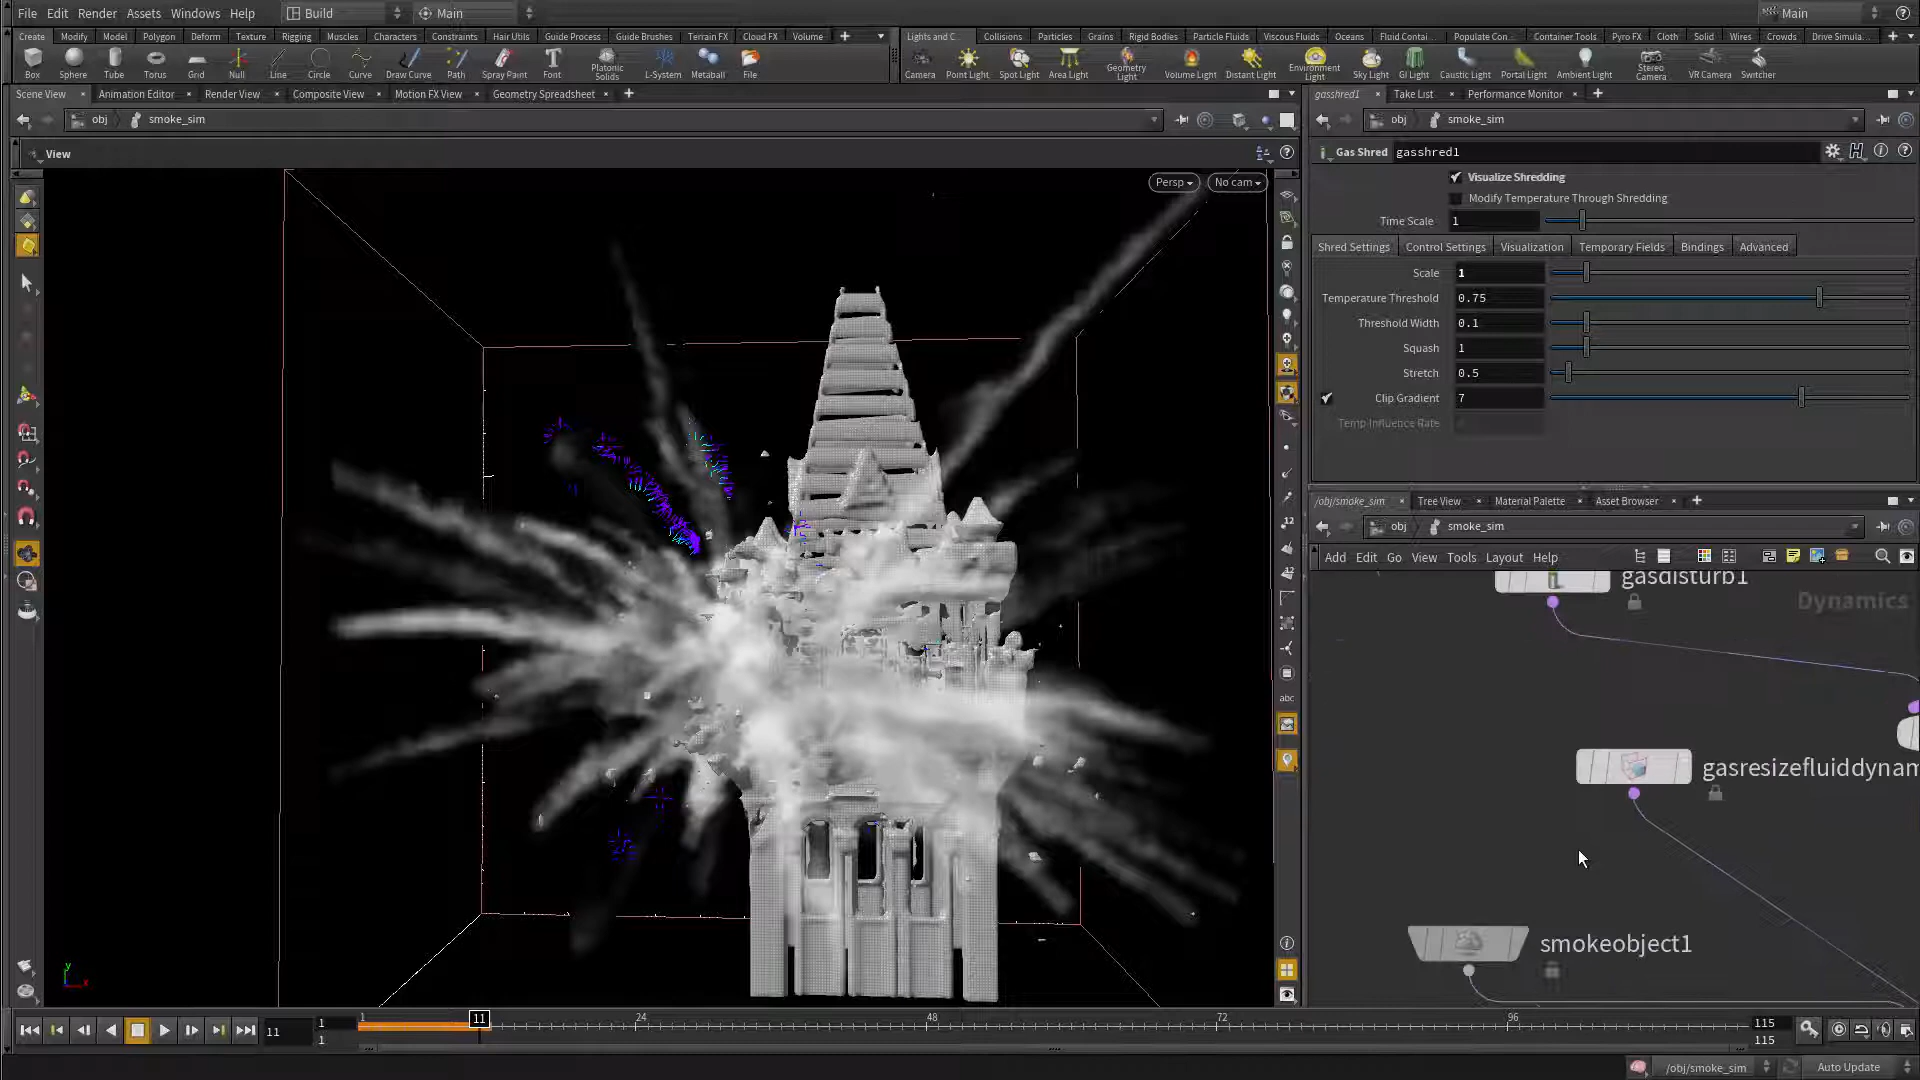 File Edit Render Assets Windows Help Build Main Main
Create Modify Model Polygon Deform Texture Rigging Muscles Characters Constraints Hair Utils Guide Process Guide Brushes Terrain FX Cloud FX Volume
Lights and C... Collisions Particles Grains Rigid Bodies Particle Fluids Viscous Fluids Oceans Fluid Contai... Populate Con... Container Tools Pyro FX Cloth Solid Wires Crowds Drive Simula...
Box Sphere Tube Torus Grid Null Line Circle Curve Draw Curve Path Spray Paint Font Platonic Solids L-System Metaball File
Camera Point Light Spot Light Area Light Geometry Light Volume Light Distant Light Environment Light Sky Light GI Light Caustic Light Portal Light Ambient Light Stereo Camera VR Camera Switcher
Scene View Animation Editor Render View Composite View Motion FX View Geometry Spreadsheet
gasshred1 Take List Performance Monitor
obj smoke_sim
obj smoke_sim
View
Persp No cam
Gas Shred gasshred1
Visualize Shredding
Modify Temperature Through Shredding
Time Scale 1
Shred Settings Control Settings Visualization Temporary Fields Bindings Advanced
Scale 1
Temperature Threshold 0.75
Threshold Width 0.1
Squash 1
Stretch 0.5
Clip Gradient 7
Temp Influence Rate
/obj/smoke_sim Tree View Material Palette Asset Browser
obj smoke_sim
Add Edit Go View Tools Layout Help
gasdisturb1
Dynamics
gasresizefluiddynam
smokeobject1
12
12
abc
y
x
11
1
1
1 11 24 48 72 96
115
115
/obj/smoke_sim Auto Update